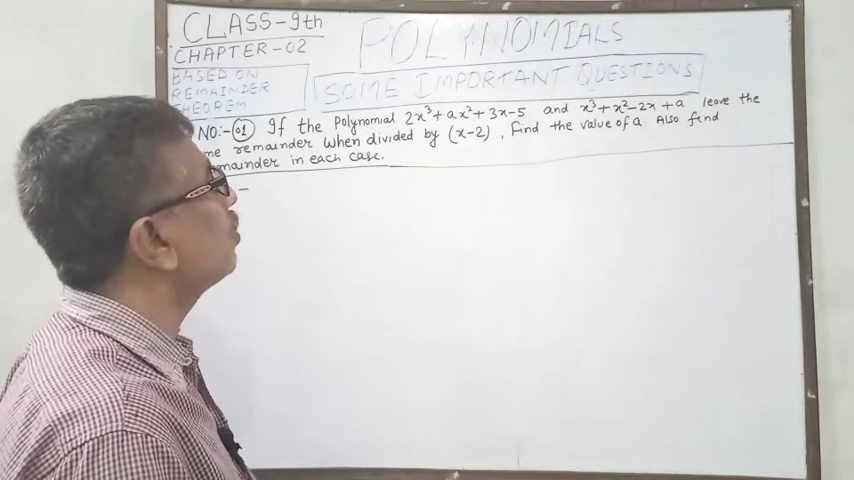 CLASS-9th
CHAPTER-02
POLYNOMIALS
BASED ON
REMAINDER
THEOREM
SOME IMPORTANT QUESTIONS
NO:-01 If the Polynomial 2x³+ax²+3x-5 and x³+x²-2x+a leave the
me remainder when divided by (x-2), Find the value of a Also find
mainder in each case.